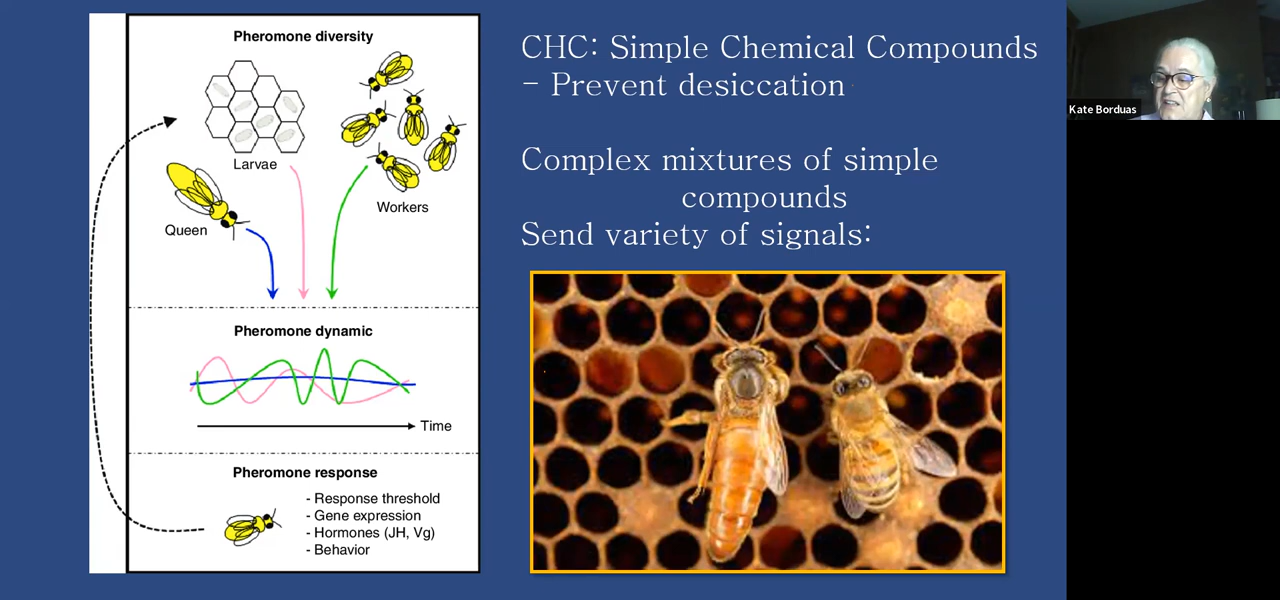 Pheromone diversity
Larvae
Workers
Queen
Pheromone dynamic
Time
Pheromone response
- Response threshold
- Gene expression
- Hormones (JH, Vg)
- Behavior
CHC: Simple Chemical Compounds
- Prevent desiccation
Complex mixtures of simple
compounds
Send variety of signals:
Kate Borduas